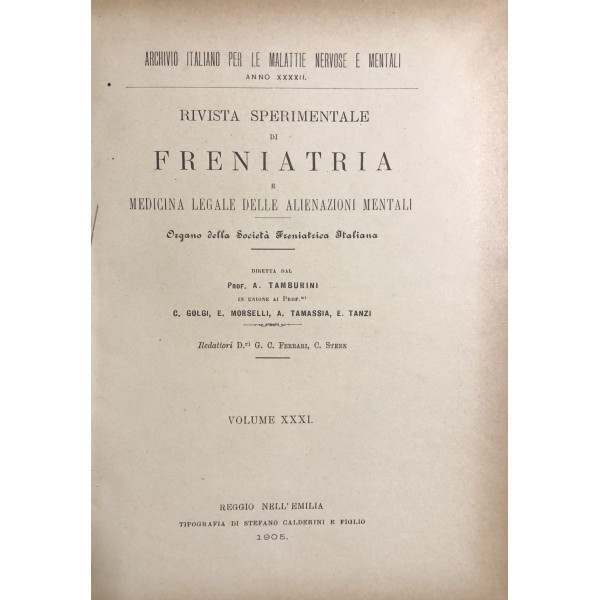 ARCHIVIO ITALIANO PER LE MALATTIE NERVOSE E MENTALI
ANNO XXXXII.
RIVISTA SPERIMENTALE
DI
FRENIATRIA
E
MEDICINA LEGALE DELLE ALIENAZIONI MENTALI
Organo della Società Freniatrica Italiana
DIRETTA DAL
PROF. A. TAMBURINI
IN UNIONE AI PROF.ri
C. GOLGI, E. MORSELLI, A. TAMASSIA, E. TANZI
Redattori D.ri G. C. FERRARI, C. STERN
VOLUME XXXI.
REGGIO NELL'EMILIA
TIPOGRAFIA DI STEFANO CALDERINI E FIGLIO
1905.